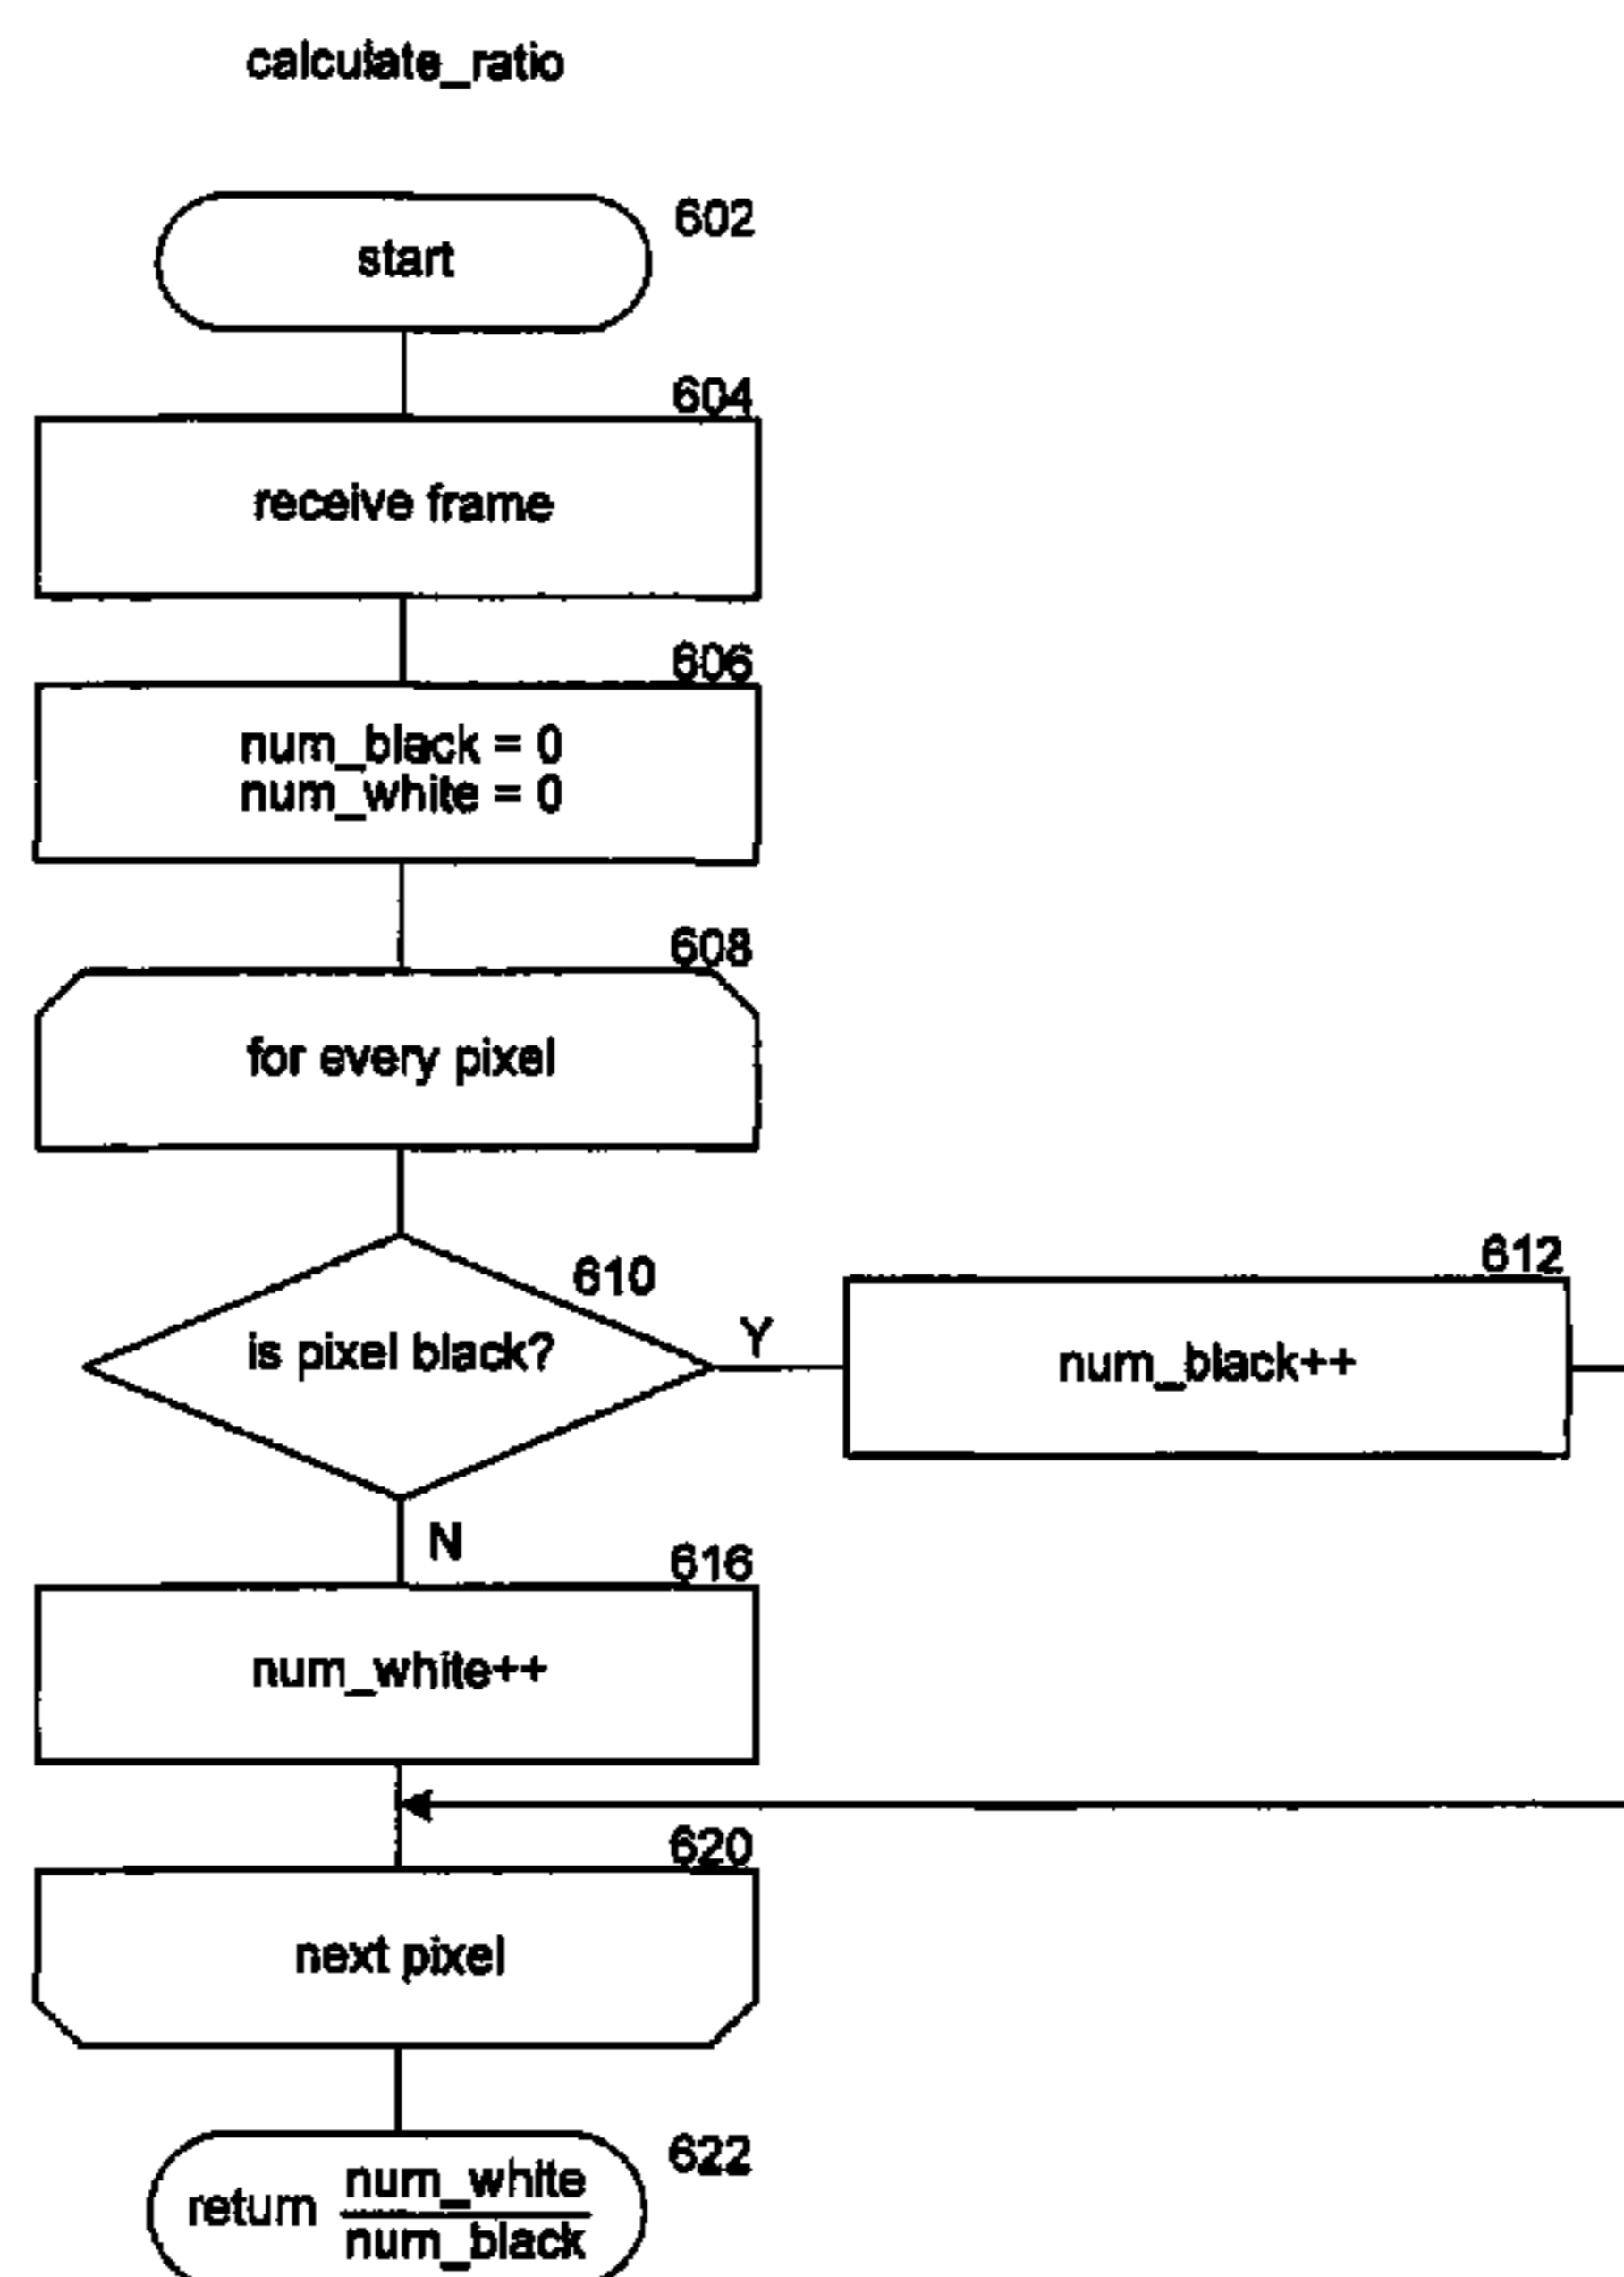 calculate_ratio
602
start
604
receive frame
606
num_black = 0
num_white = 0
608
for every pixel
610
is pixel black?
Y
612
num_black++
N
616
num_white++
620
next pixel
622
return num_white
num_black